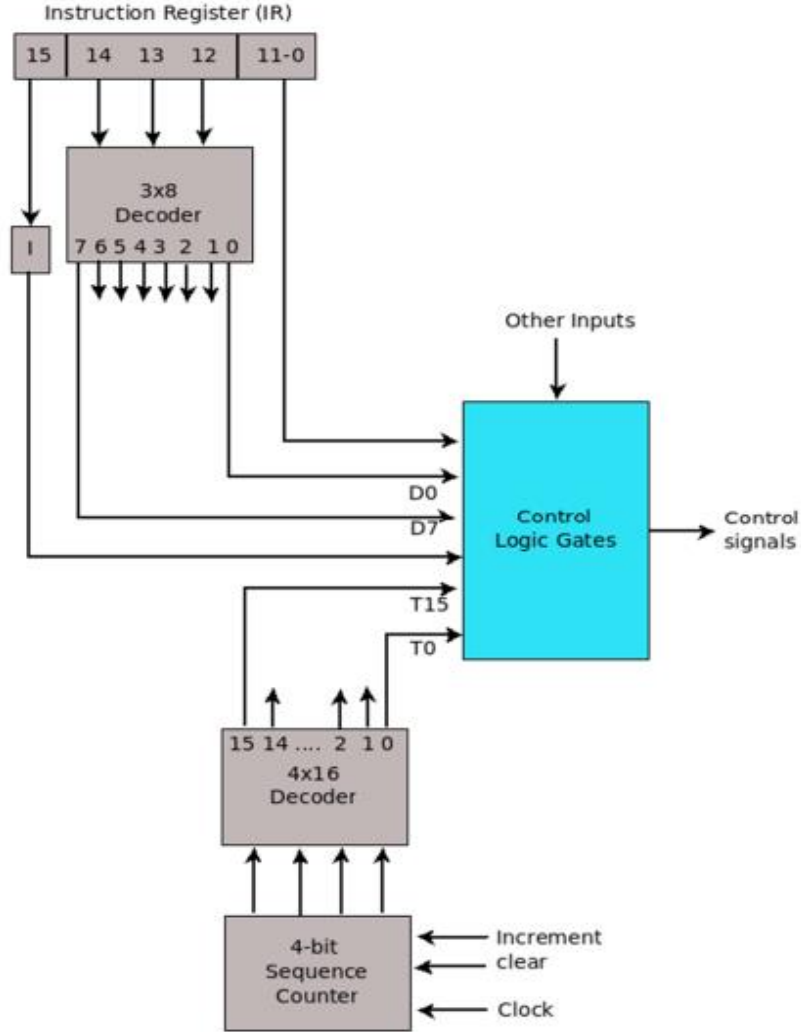 Instruction Register (IR)
15 14 13 12 11-0
3x8
Decoder
7 6 5 4 3 2 1 0
I
Other Inputs
D0
D7
Control
Logic Gates
Control
signals
T15
T0
15 14 .... 2 1 0
4x16
Decoder
4-bit
Sequence
Counter
Increment
clear
Clock